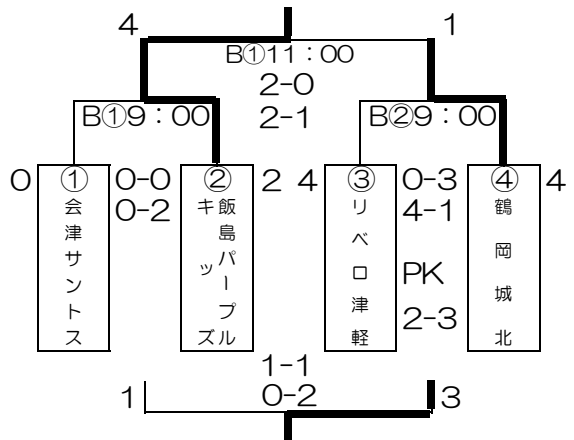 4
1
B①11：00
2-0
2-1
B①9：00
B②9：00
0
①
0-0
0-2
②
2
4
③
0-3
4-1
PK
2-3
④
4
会津サントス
飯島パープル
キッズ
リベロ津軽
鶴岡城北
1-1
0-2
1
3